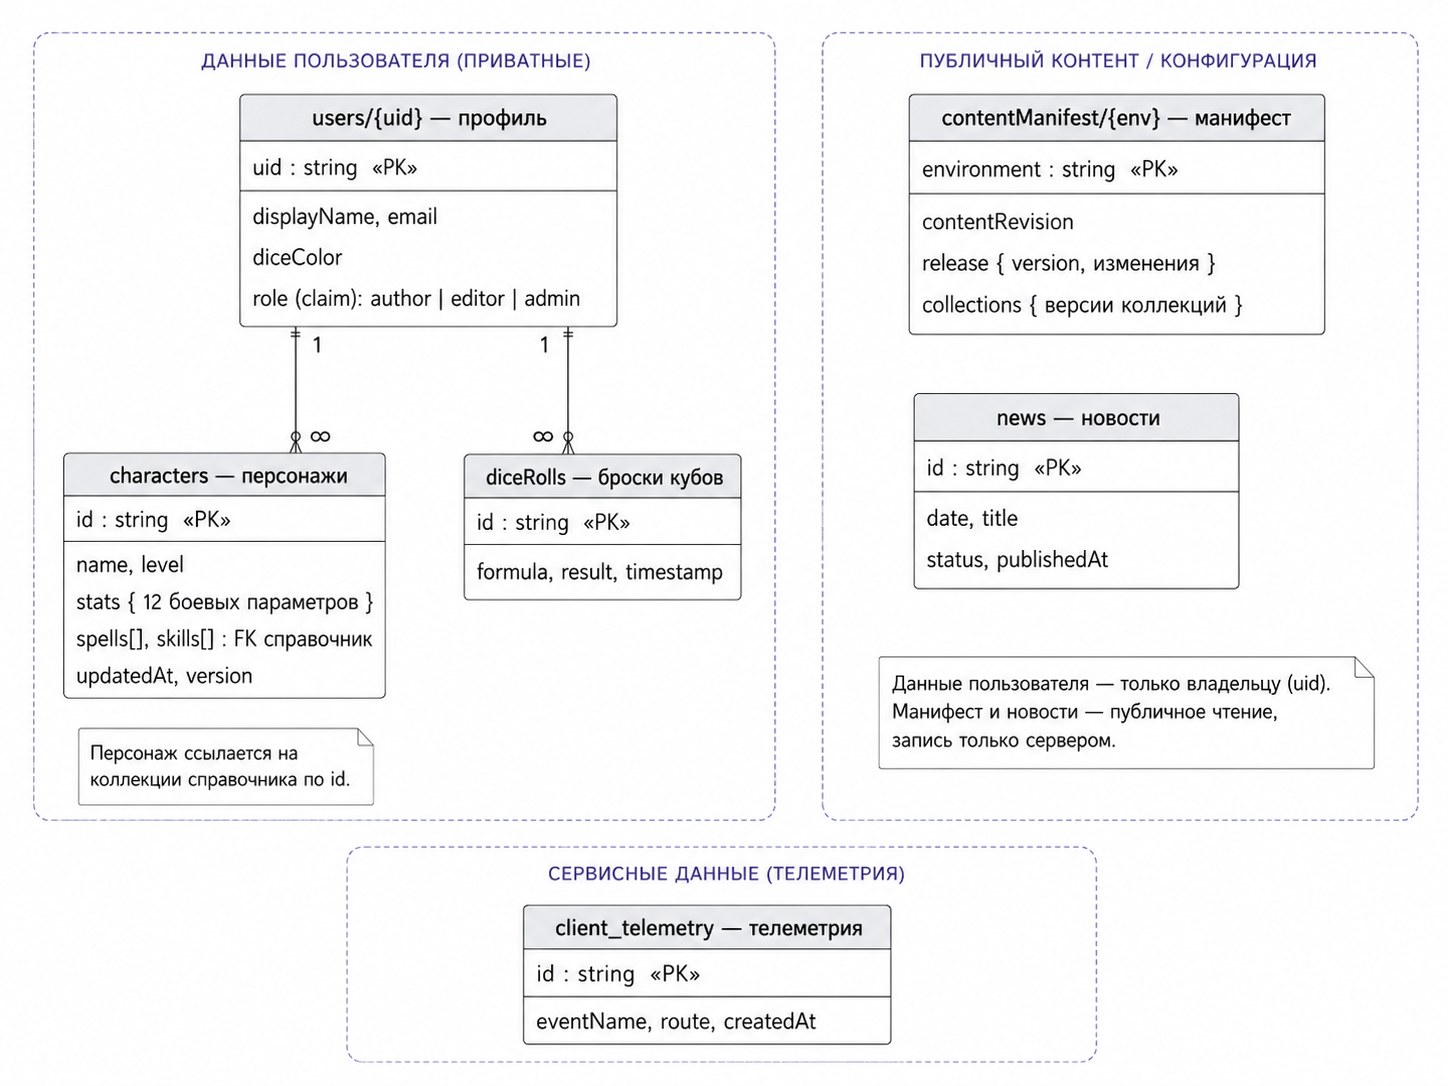 ДАННЫЕ ПОЛЬЗОВАТЕЛЯ (ПРИВАТНЫЕ)
users/{uid} — профиль
uid : string «PK»
displayName, email
diceColor
role (claim): author | editor | admin
1
1
∞
∞
characters — персонажи
id : string «PK»
name, level
stats { 12 боевых параметров }
spells[], skills[] : FK справочник
updatedAt, version
diceRolls — броски кубов
id : string «PK»
formula, result, timestamp
Персонаж ссылается на
коллекции справочника по id.
ПУБЛИЧНЫЙ КОНТЕНТ / КОНФИГУРАЦИЯ
contentManifest/{env} — манифест
environment : string «PK»
contentRevision
release { version, изменения }
collections { версии коллекций }
news — новости
id : string «PK»
date, title
status, publishedAt
Данные пользователя — только владельцу (uid).
Манифест и новости — публичное чтение,
запись только сервером.
СЕРВИСНЫЕ ДАННЫЕ (ТЕЛЕМЕТРИЯ)
client_telemetry — телеметрия
id : string «PK»
eventName, route, createdAt